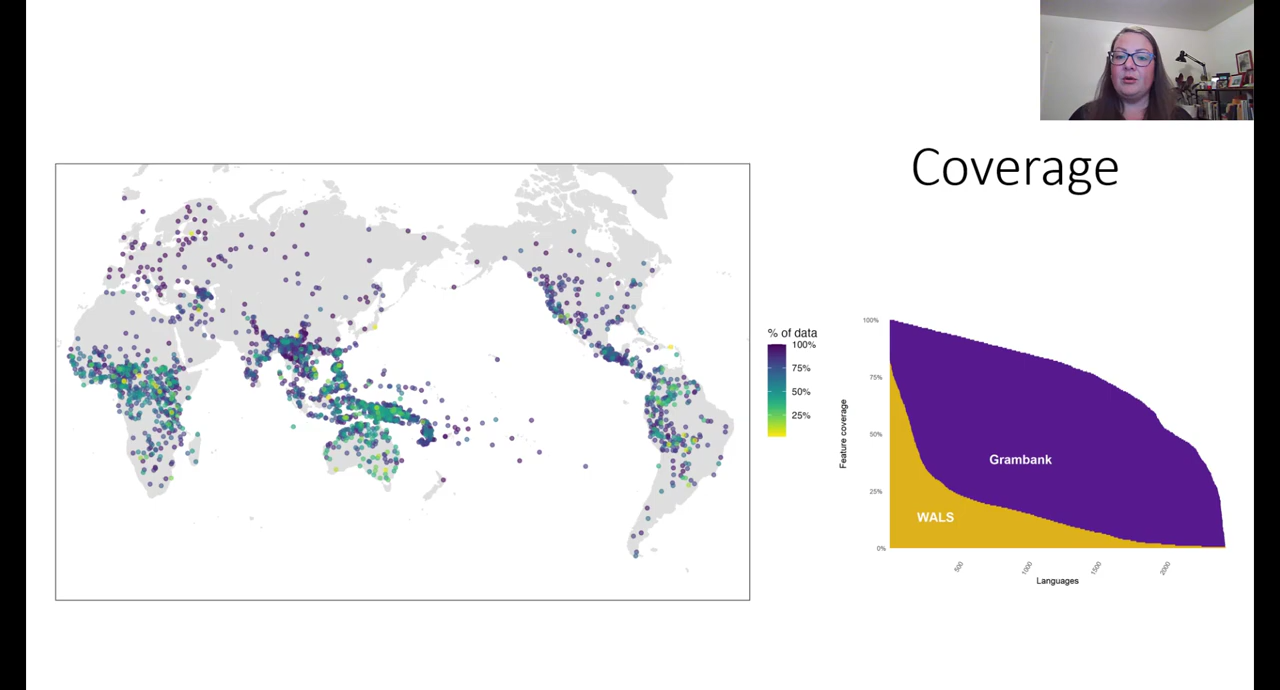 Coverage
% of data
100%
75%
50%
25%
100%
75%
50%
25%
0%
Feature coverage
Grambank
WALS
500
1000
1500
2000
Languages